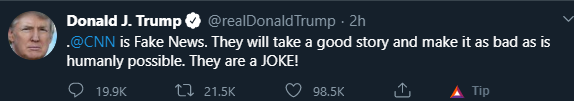 Donald J. Trump @realDonaldTrump · 2h
.@CNN is Fake News. They will take a good story and make it as bad as is
humanly possible. They are a JOKE!
19.9K 21.5K 98.5K Tip